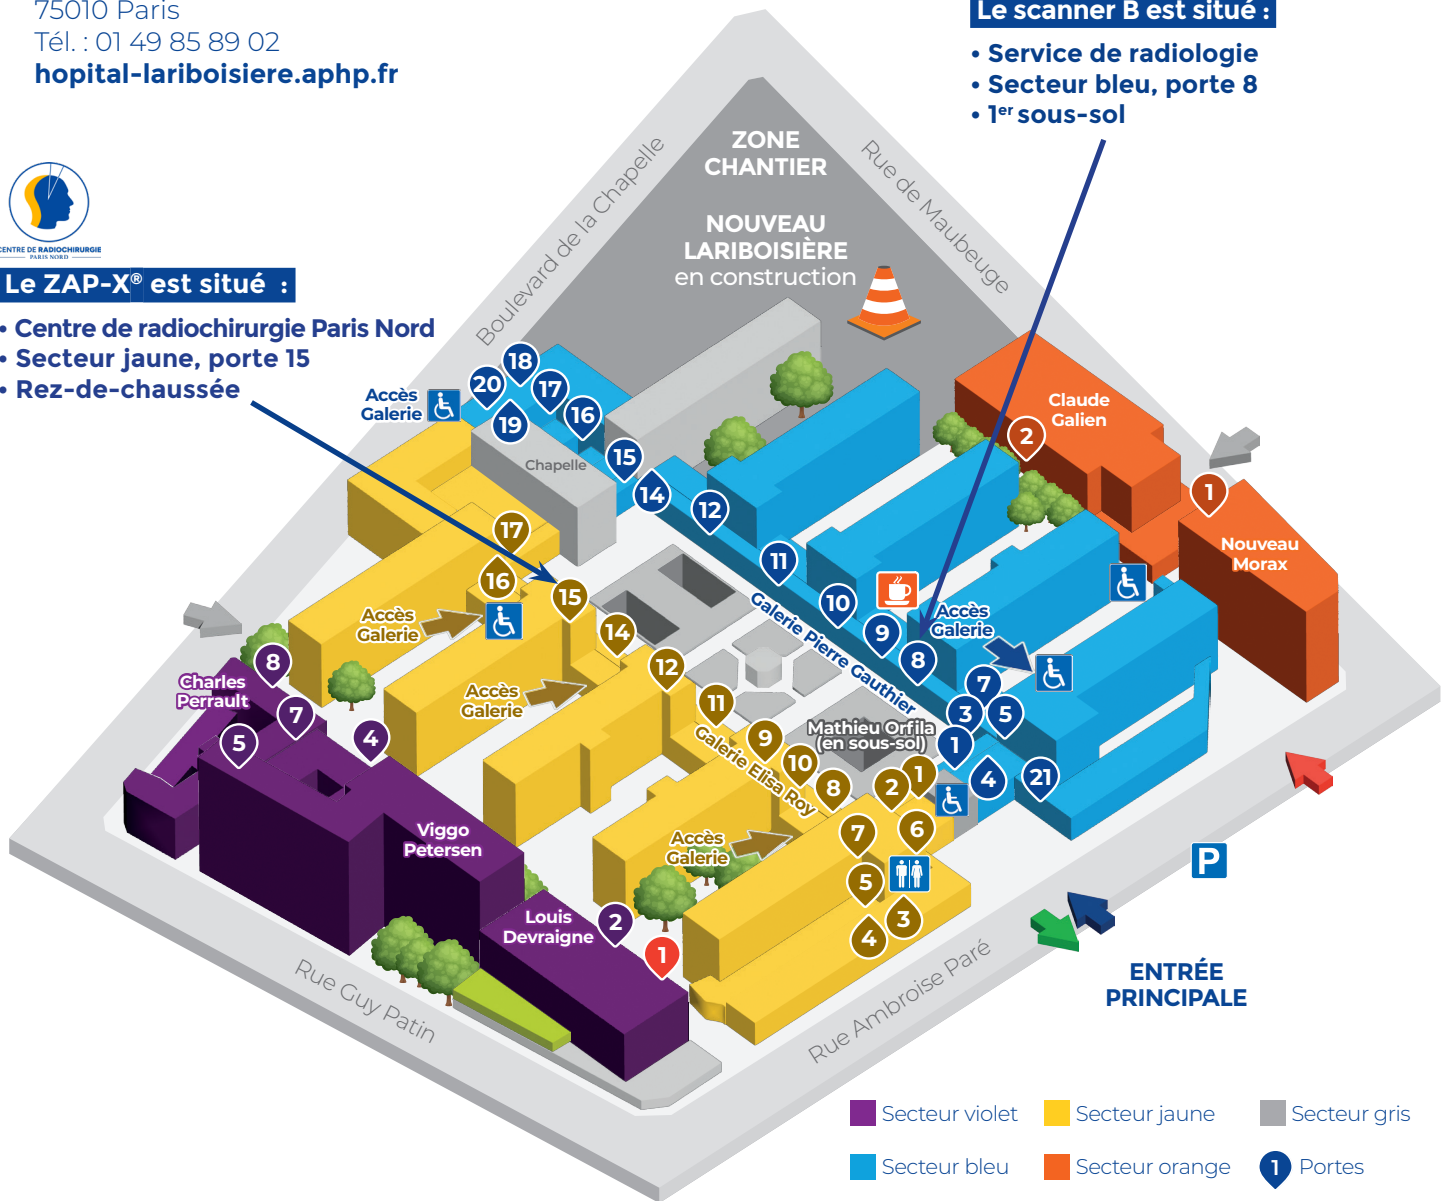 75010 Paris
Tél. : 01 49 85 89 02
hopital-lariboisiere.aphp.fr
Le scanner B est situé :
• Service de radiologie
• Secteur bleu, porte 8
• 1er sous-sol
CENTRE DE RADIOCHIRURGIE
PARIS NORD
Le ZAP-X® est situé :
• Centre de radiochirurgie Paris Nord
• Secteur jaune, porte 15
• Rez-de-chaussée
ZONE
CHANTIER
NOUVEAU
LARIBOISIÈRE
en construction
Boulevard de la Chapelle
Rue de Maubeuge
Accès
Galerie
20
18
17
16
19
15
14
12
11
10
9
8
7
3
5
1
4
21
Chapelle
Claude
Galien
2
1
Nouveau
Morax
Galerie Pierre Gauthier
Accès
Galerie
Mathieu Orfila
(en sous-sol)
17
16
15
14
12
11
9
10
8
2
1
7
6
5
3
4
Accès
Galerie
Accès
Galerie
Galerie Elisa Roy
Accès
Galerie
Charles
Perrault
8
7
5
4
Viggo
Petersen
Louis
Devraigne
2
1
Rue Guy Patin
Rue Ambroise Paré
P
ENTRÉE
PRINCIPALE
Secteur violet
Secteur jaune
Secteur gris
Secteur bleu
Secteur orange
1 Portes